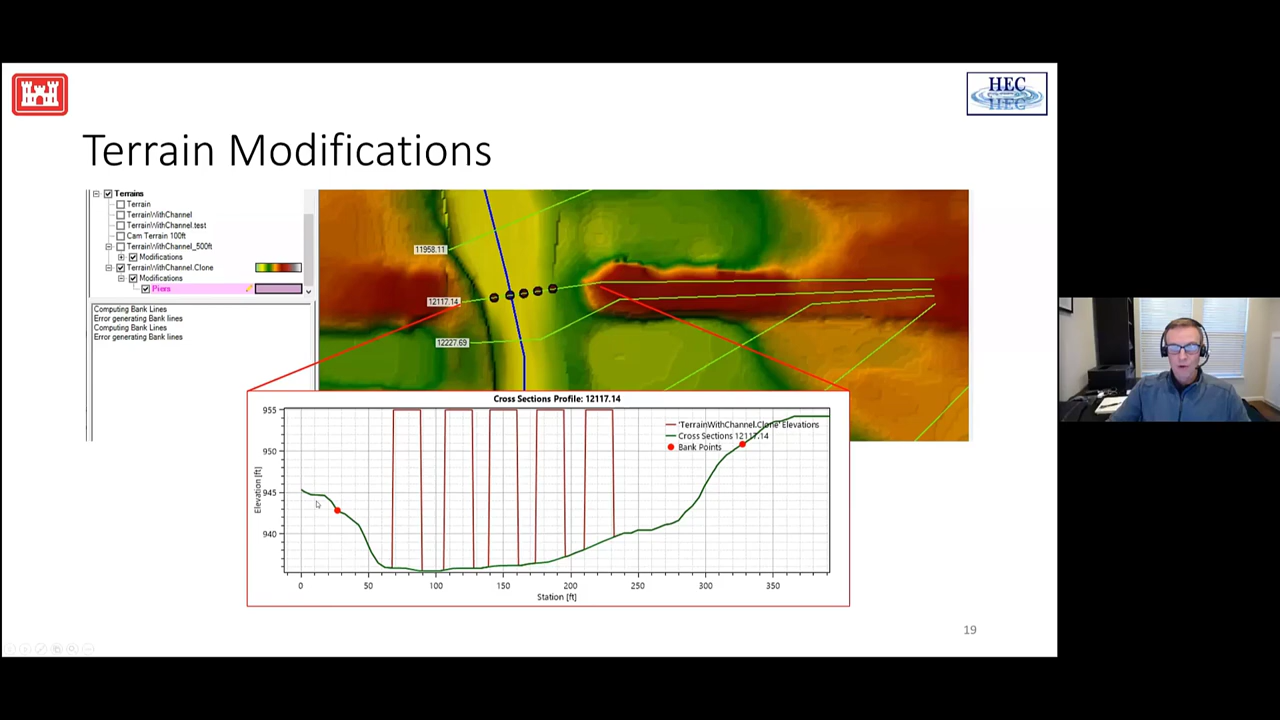 HEC
HEC
Terrain Modifications
Terrains
Terrain
TerrainWithChannel
TerrainWithChannel.test
Cam Terrain 100ft
TerrainWithChannel_500ft
Modifications
TerrainWithChannel.Clone
Modifications
Piers
Computing Bank Lines
Error generating Bank lines
Computing Bank Lines
Error generating Bank lines
11958.11
12117.14
12227.69
Cross Sections Profile: 12117.14
'TerrainWithChannel.Clone' Elevations
Cross Sections 12117.14
Bank Points
Elevation [ft]
955
950
945
940
0 50 100 150 200 250 300 350
Station [ft]
19